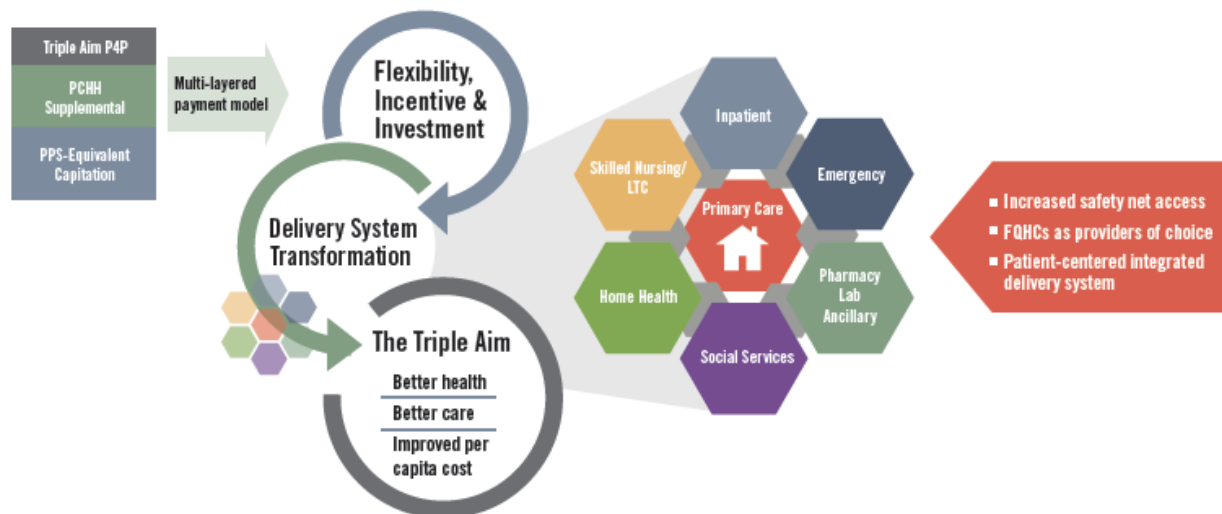 Triple Aim P4P
PCHH
Supplemental
PPS-Equivalent
Capitation
Multi-layered
payment model
Flexibility,
Incentive &
Investment
Delivery System
Transformation
The Triple Aim
Better health
Better care
Improved per
capita cost
Inpatient
Skilled Nursing/
LTC
Emergency
Primary Care
Home Health
Pharmacy
Lab
Ancillary
Social Services
▪ Increased safety net access
▪ FQHCs as providers of choice
▪ Patient-centered integrated
delivery system